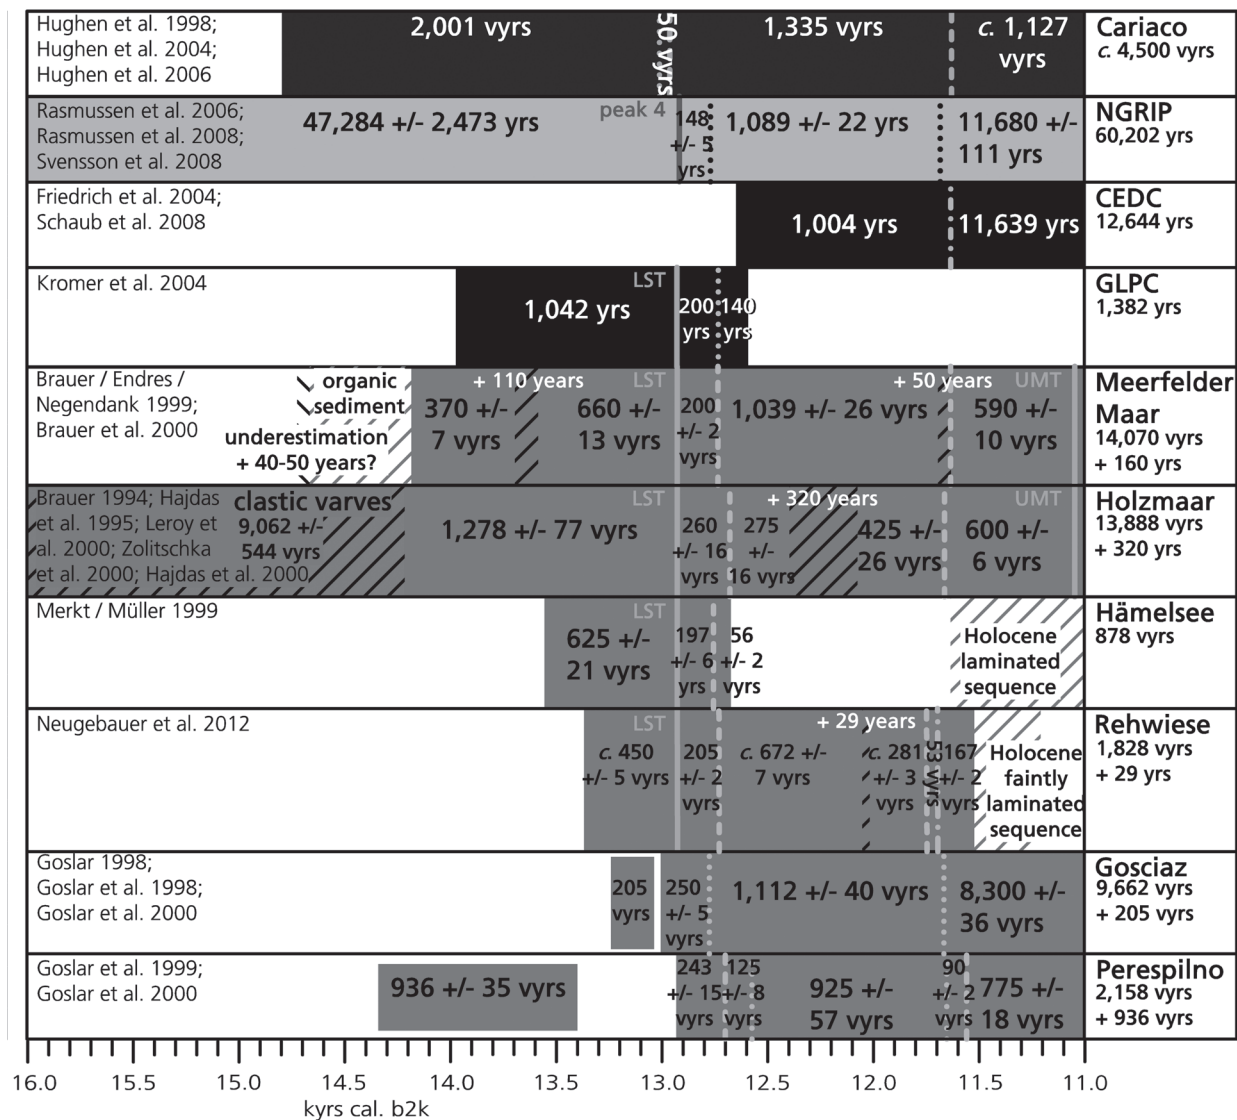 Hughen et al. 1998;
Hughen et al. 2004;
Hughen et al. 2006
2,001 vyrs
50 vyrs
1,335 vyrs
c. 1,127
vyrs
Cariaco
c. 4,500 vyrs
Rasmussen et al. 2006;
Rasmussen et al. 2008;
Svensson et al. 2008
47,284 +/- 2,473 yrs
peak 4
148
+/- 5
yrs
1,089 +/- 22 yrs
11,680 +/-
111 yrs
NGRIP
60,202 yrs
Friedrich et al. 2004;
Schaub et al. 2008
1,004 yrs
11,639 yrs
CEDC
12,644 yrs
Kromer et al. 2004
LST
1,042 yrs
200
yrs
140
yrs
GLPC
1,382 yrs
Brauer / Endres /
Negendank 1999;
Brauer et al. 2000
organic
sediment
underestimation
+ 40-50 years?
+ 110 years
370 +/-
7 vyrs
LST
660 +/-
13 vyrs
200
+/- 2
vyrs
1,039 +/- 26 vyrs
+ 50 years
UMT
590 +/-
10 vyrs
Meerfelder
Maar
14,070 vyrs
+ 160 yrs
Brauer 1994; Hajdas
et al. 1995; Leroy et
al. 2000; Zolitschka
et al. 2000; Hajdas et al. 2000
clastic varves
9,062 +/-
544 vyrs
LST
1,278 +/- 77 vyrs
260
+/- 16
vyrs
275
+/-
16 vyrs
+ 320 years
425 +/-
26 vyrs
UMT
600 +/-
6 vyrs
Holzmaar
13,888 vyrs
+ 320 yrs
Merkt / Müller 1999
LST
625 +/-
21 vyrs
197
+/- 6
yrs
56
+/- 2
vyrs
Holocene
laminated
sequence
Hämelsee
878 vyrs
Neugebauer et al. 2012
LST
c. 450
+/- 5 vyrs
205
+/- 2
vyrs
c. 672 +/-
7 vyrs
+ 29 years
c. 281
+/- 3
vyrs
53 vyrs
167
+/- 2
vyrs
Holocene
faintly
laminated
sequence
Rehwiese
1,828 vyrs
+ 29 yrs
Goslar 1998;
Goslar et al. 1998;
Goslar et al. 2000
205
vyrs
250
+/- 5
vyrs
1,112 +/- 40 vyrs
8,300 +/-
36 vyrs
Gosciaz
9,662 vyrs
+ 205 vyrs
Goslar et al. 1999;
Goslar et al. 2000
936 +/- 35 vyrs
243
+/- 15
vyrs
125
+/- 8
vyrs
925 +/-
57 vyrs
90
+/- 2
vyrs
775 +/-
18 vyrs
Perespilno
2,158 vyrs
+ 936 vyrs
16.0 15.5 15.0 14.5 14.0 13.5 13.0 12.5 12.0 11.5 11.0
kyrs cal. b2k